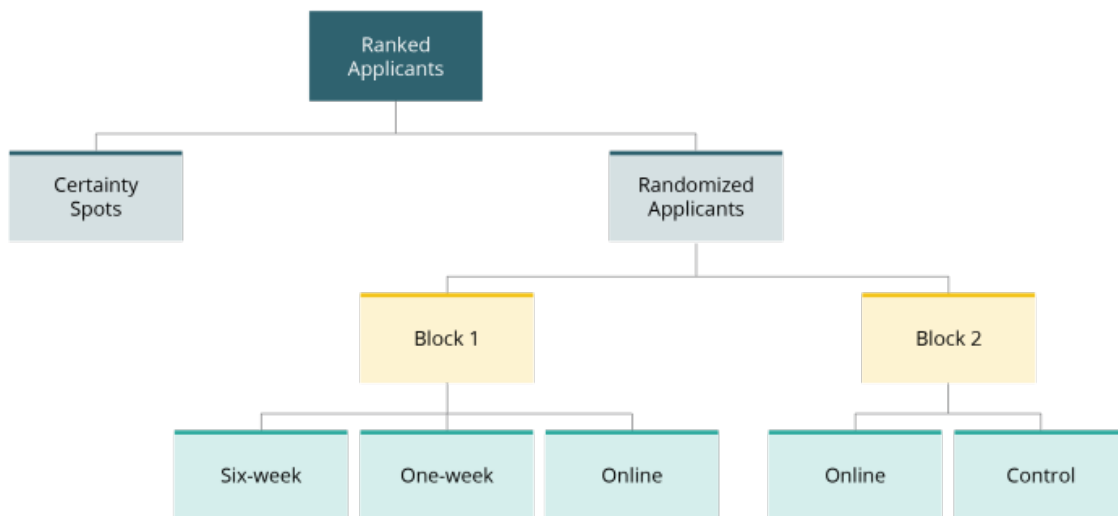 Ranked
Applicants
Certainty
Spots
Randomized
Applicants
Block 1
Block 2
Six-week
One-week
Online
Online
Control